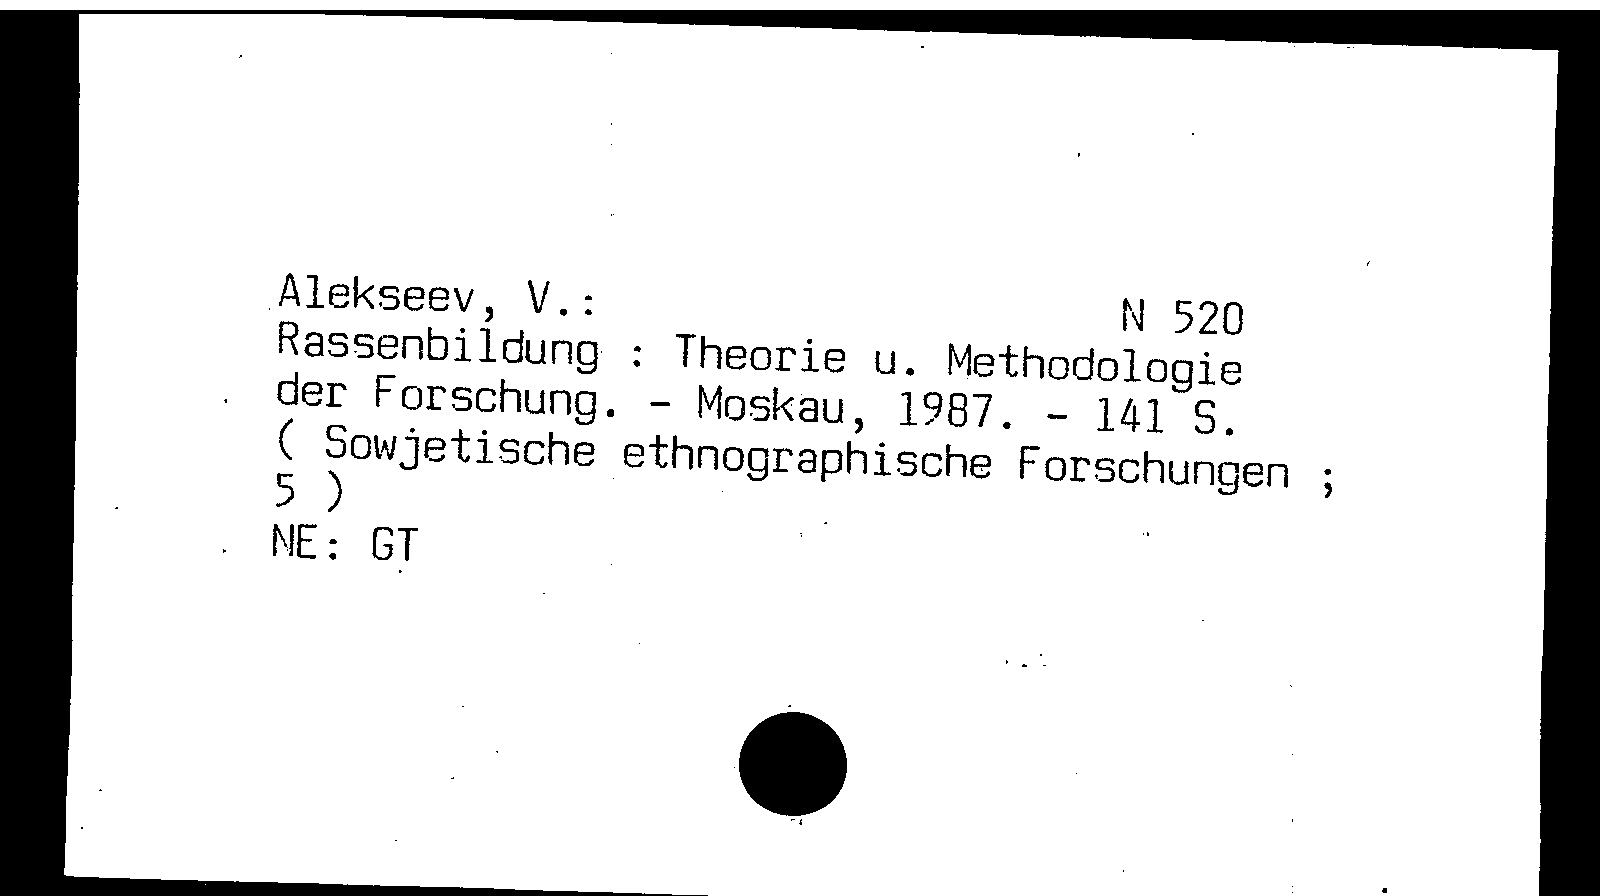 Alekseev, V.: N 520
Rassenbildung : Theorie u. Methodologie
der Forschung. - Moskau, 1987. - 141 S.
( Sowjetische ethnographische Forschungen ;
5 )
NE: GT